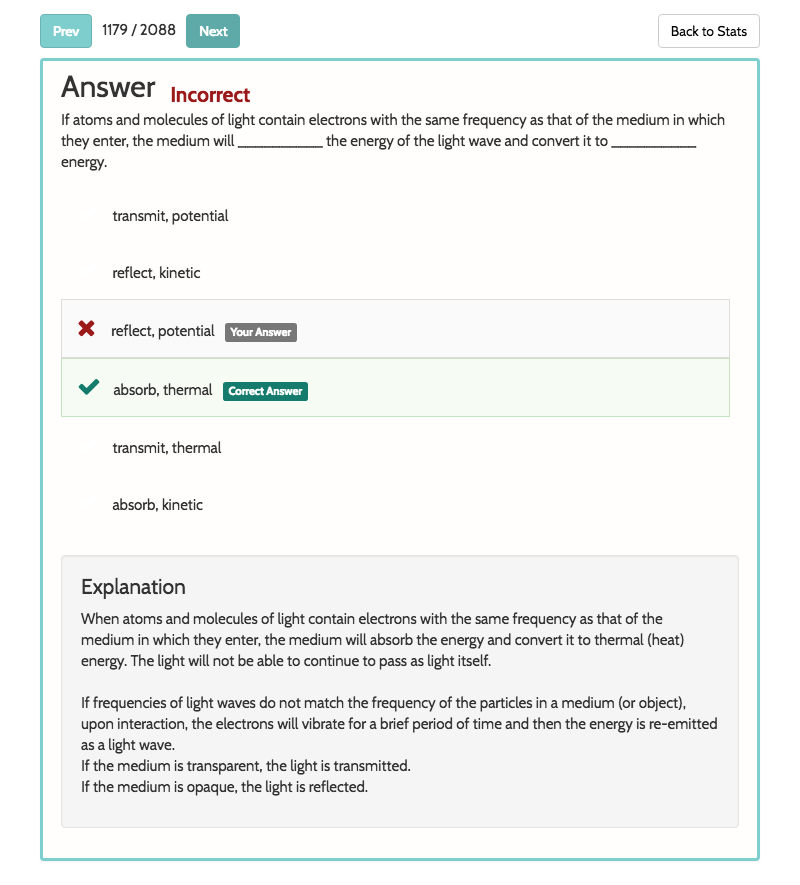 Prev 1179 / 2088 Next Back to Stats
Answer Incorrect
If atoms and molecules of light contain electrons with the same frequency as that of the medium in which
they enter, the medium will ____________ the energy of the light wave and convert it to ____________
energy.
transmit, potential
reflect, kinetic
reflect, potential Your Answer
absorb, thermal Correct Answer
transmit, thermal
absorb, kinetic
Explanation
When atoms and molecules of light contain electrons with the same frequency as that of the
medium in which they enter, the medium will absorb the energy and convert it to thermal (heat)
energy. The light will not be able to continue to pass as light itself.
If frequencies of light waves do not match the frequency of the particles in a medium (or object),
upon interaction, the electrons will vibrate for a brief period of time and then the energy is re-emitted
as a light wave.
If the medium is transparent, the light is transmitted.
If the medium is opaque, the light is reflected.